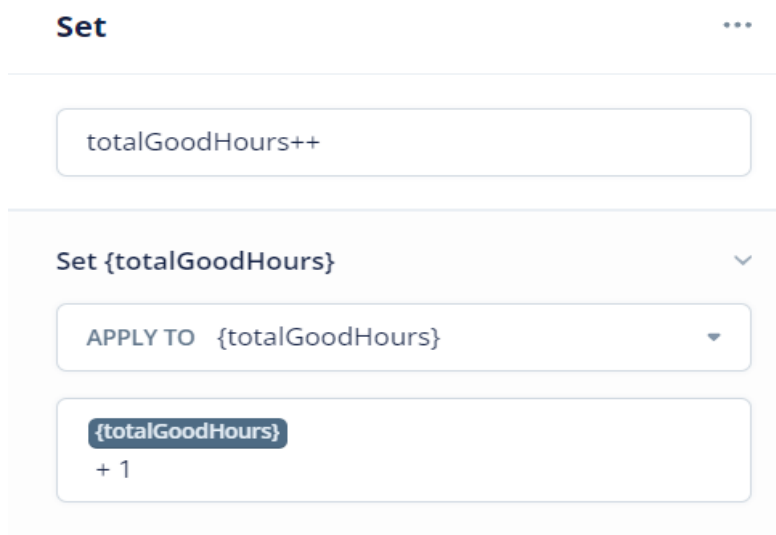 Set
totalGoodHours++
Set {totalGoodHours}
APPLY TO {totalGoodHours}
{totalGoodHours}
+ 1